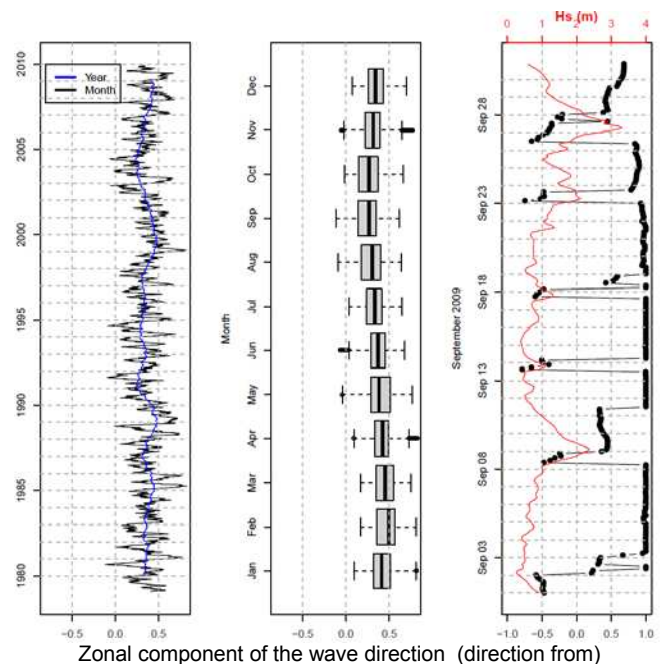 Hs (m)
0 1 2 3 4
2010
2005
2000
1995
1990
1985
1980
Year
Month
-0.5 0.0 0.5
Month
Dec
Nov
Oct
Sep
Aug
Jul
Jun
May
Apr
Mar
Feb
Jan
-0.5 0.0 0.5
September 2009
Sep 28
Sep 23
Sep 18
Sep 13
Sep 08
Sep 03
-1.0 -0.5 0.0 0.5 1.0
Zonal component of the wave direction (direction from)